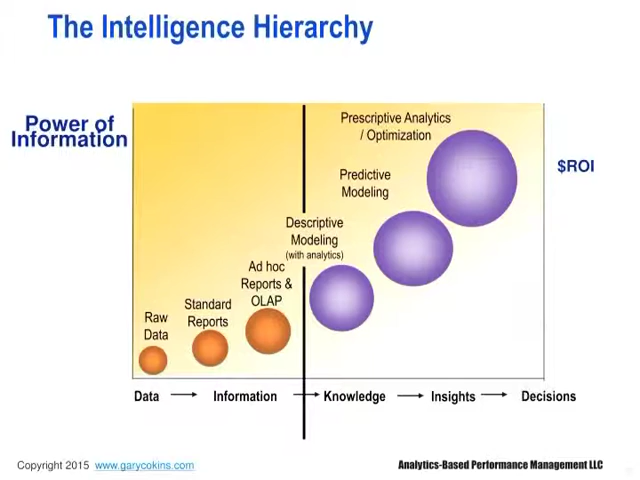 The Intelligence Hierarchy
Power of
Information
Prescriptive Analytics
/ Optimization
$ROI
Predictive
Modeling
Descriptive
Modeling
(with analytics)
Ad hoc
Reports &
OLAP
Standard
Reports
Raw
Data
Data
Information
Knowledge
Insights
Decisions
Copyright 2015 www.garycokins.com
Analytics-Based Performance Management LLC